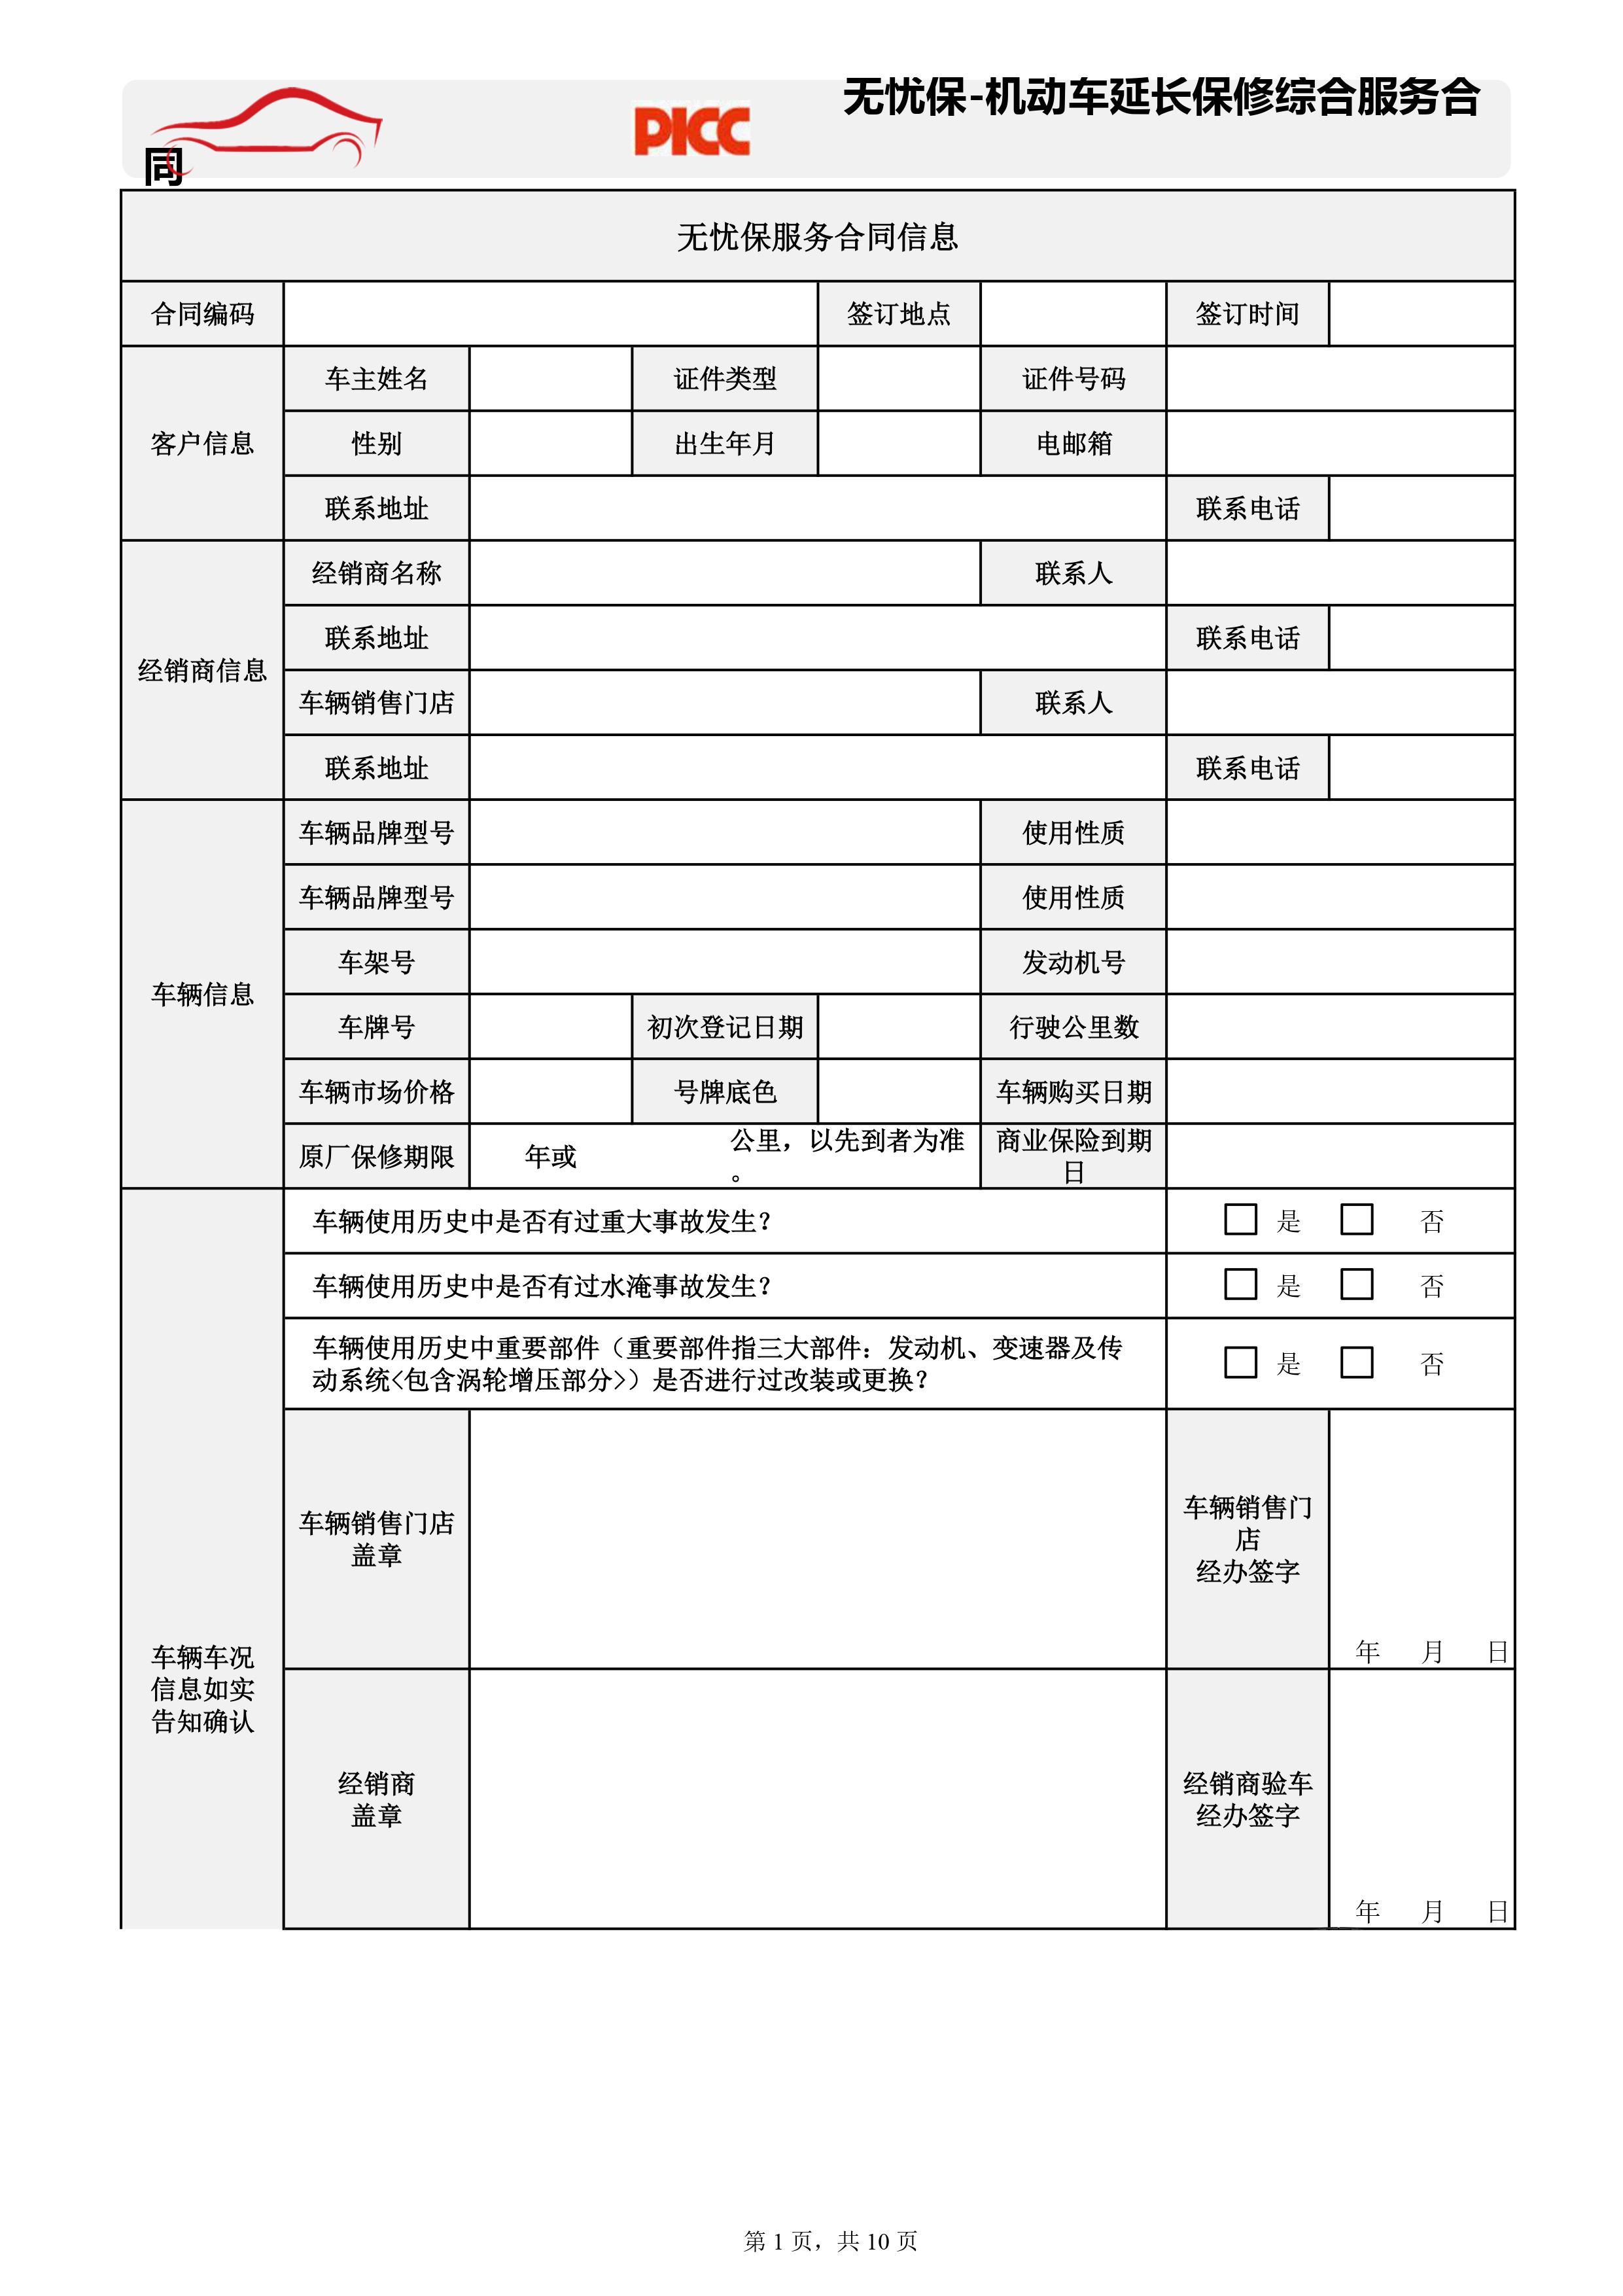 PICC
无忧保-机动车延长保修综合服务合
同
无忧保服务合同信息
合同编码 签订地点 签订时间
客户信息
车主姓名 证件类型 证件号码
性别 出生年月 电邮箱
联系地址 联系电话
经销商信息
经销商名称 联系人
联系地址 联系电话
车辆销售门店 联系人
联系地址 联系电话
车辆信息
车辆品牌型号 使用性质
车辆品牌型号 使用性质
车架号 发动机号
车牌号 初次登记日期 行驶公里数
车辆市场价格 号牌底色 车辆购买日期
原厂保修期限 年或 公里，以先到者为准
。
商业保险到期
日
车辆使用历史中是否有过重大事故发生？ 是 否
车辆使用历史中是否有过水淹事故发生？ 是 否
车辆使用历史中重要部件（重要部件指三大部件：发动机、变速器及传
动系统<包含涡轮增压部分>）是否进行过改装或更换？
是 否
车辆车况
信息如实
告知确认
车辆销售门店
盖章
车辆销售门
店
经办签字
年 月 日
经销商
盖章
经销商验车
经办签字
年 月 日
第 1 页，共 10 页